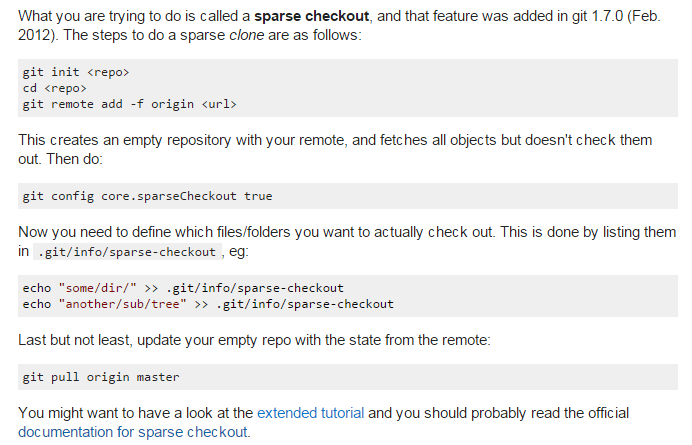 What you are trying to do is called a sparse checkout, and that feature was added in git 1.7.0 (Feb.
2012). The steps to do a sparse clone are as follows:
git init <repo>
cd <repo>
git remote add -f origin <url>
This creates an empty repository with your remote, and fetches all objects but doesn't check them
out. Then do:
git config core.sparseCheckout true
Now you need to define which files/folders you want to actually check out. This is done by listing them
in .git/info/sparse-checkout , eg:
echo "some/dir/" >> .git/info/sparse-checkout
echo "another/sub/tree" >> .git/info/sparse-checkout
Last but not least, update your empty repo with the state from the remote:
git pull origin master
You might want to have a look at the extended tutorial and you should probably read the official
documentation for sparse checkout.